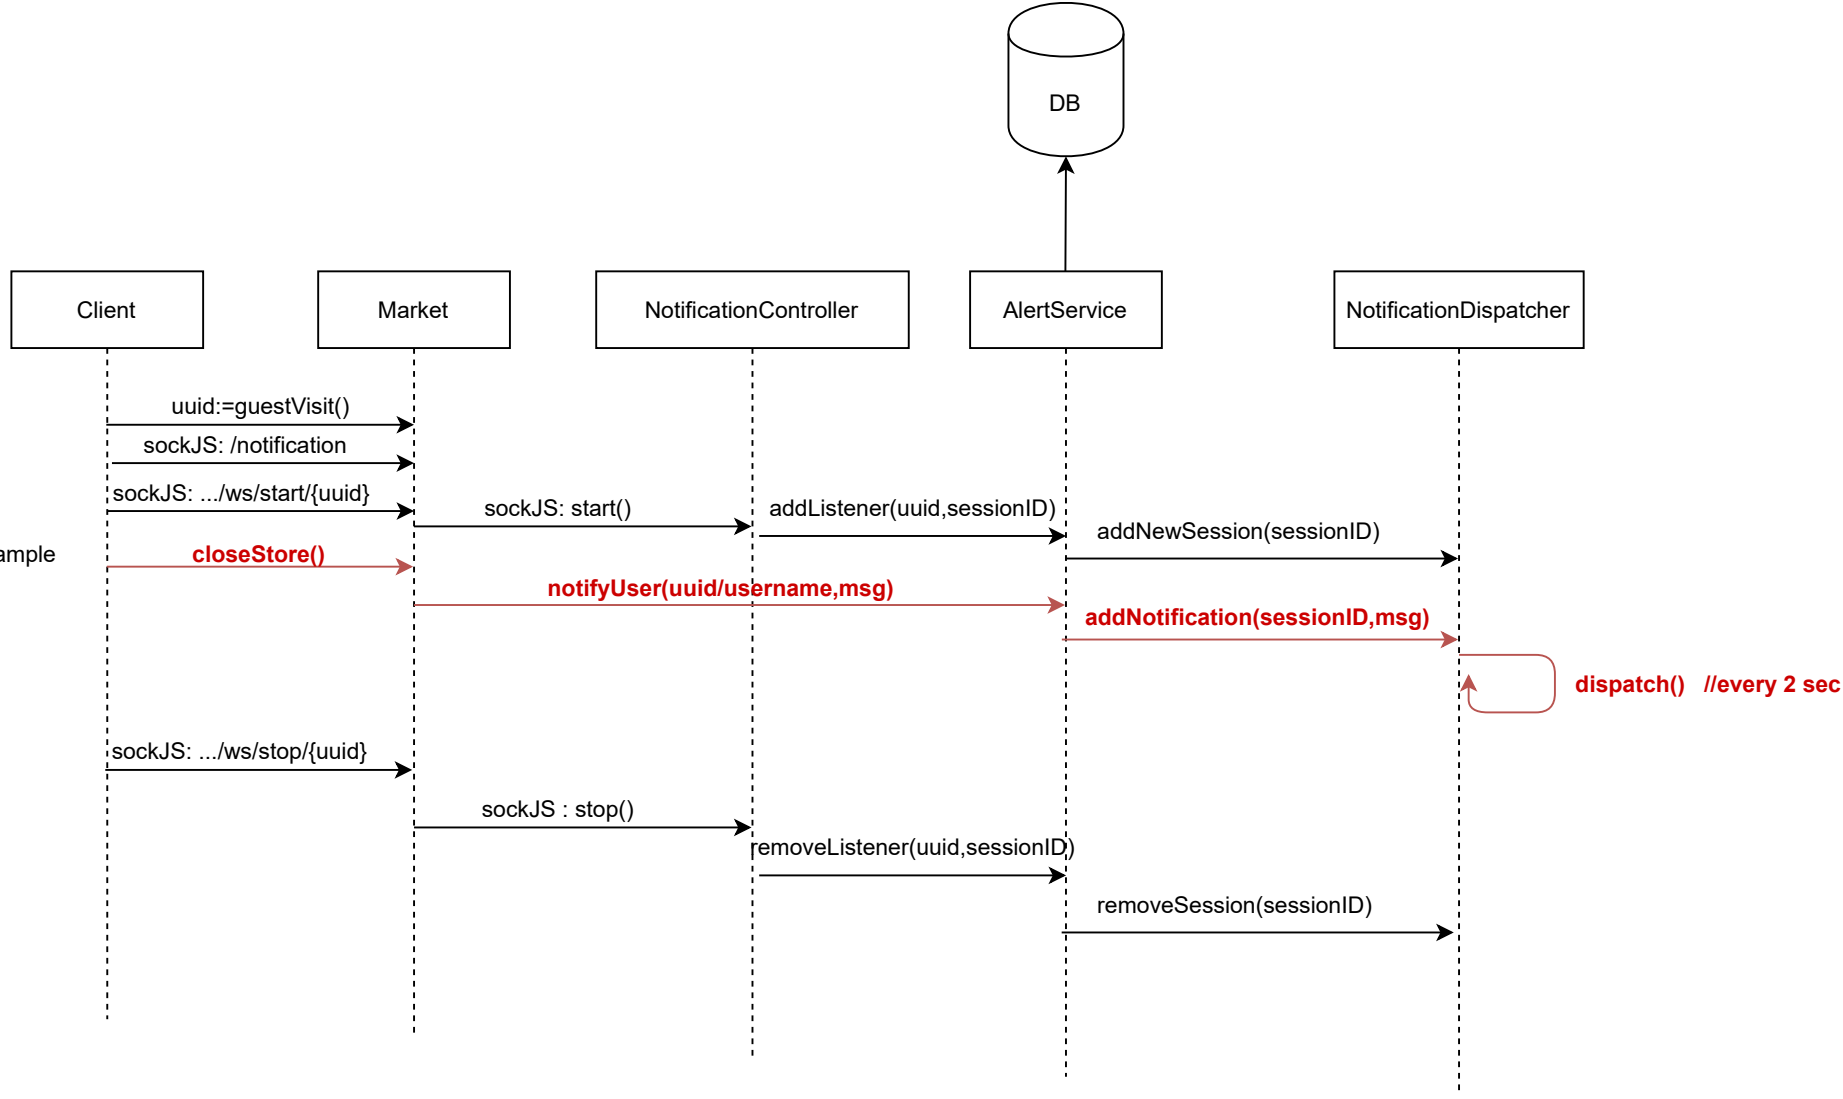 DB
Client
Market
NotificationController
AlertService
NotificationDispatcher
uuid:=guestVisit()
sockJS: /notification
sockJS: .../ws/start/{uuid}
sockJS: start()
addListener(uuid,sessionID)
addNewSession(sessionID)
ample
closeStore()
notifyUser(uuid/username,msg)
addNotification(sessionID,msg)
dispatch() //every 2 sec
sockJS: .../ws/stop/{uuid}
sockJS : stop()
removeListener(uuid,sessionID)
removeSession(sessionID)